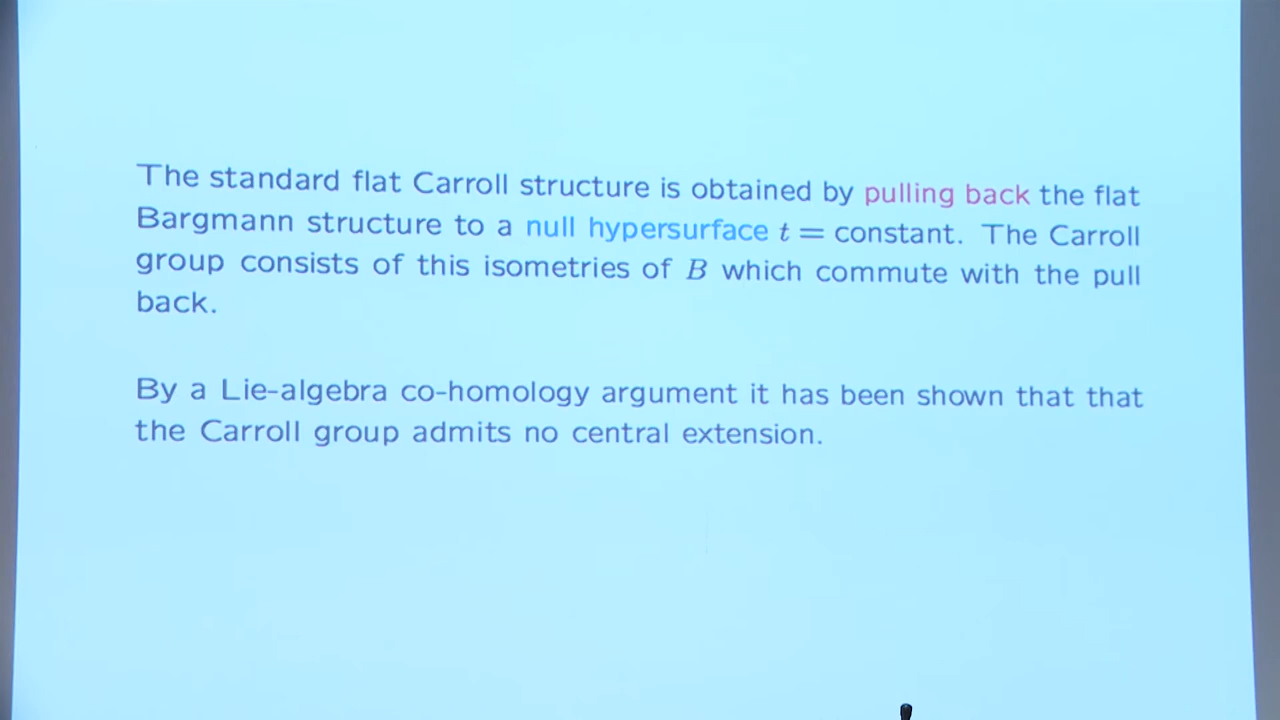 The standard flat Carroll structure is obtained by pulling back the flat
Bargmann structure to a null hypersurface t = constant. The Carroll
group consists of this isometries of B which commute with the pull
back.
By a Lie-algebra co-homology argument it has been shown that that
the Carroll group admits no central extension.